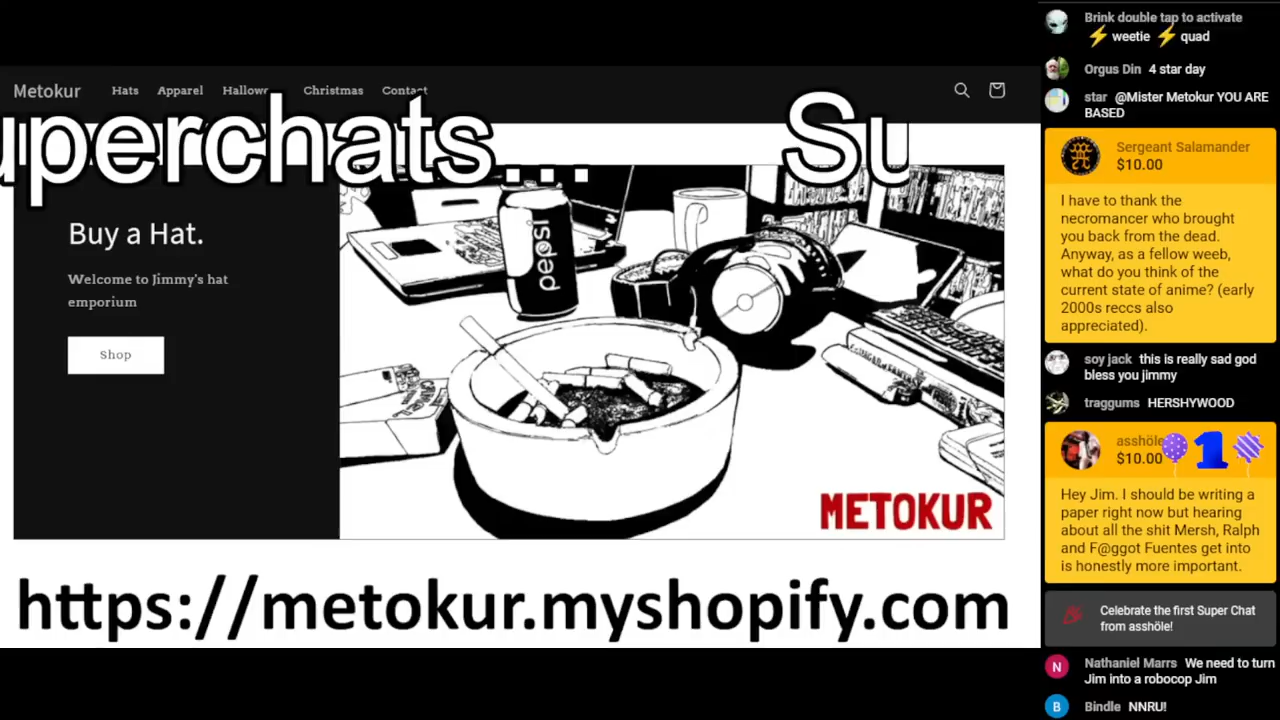 Metokur Hats Apparel Hallow Christmas Contact
uperchats... Su
Buy a Hat.
Welcome to Jimmy's hat
emporium
Shop
pepsi
METOKUR
https://metokur.myshopify.com
Brink double tap to activate
⚡ weetie ⚡ quad
Orgus Din 4 star day
star @Mister Metokur YOU ARE
BASED
Sergeant Salamander
$10.00
I have to thank the
necromancer who brought
you back from the dead.
Anyway, as a fellow weeb,
what do you think of the
current state of anime? (early
2000s reccs also
appreciated).
soy jack this is really sad god
bless you jimmy
traggums HERSHYWOOD
asshöle
$10.00
1
Hey Jim. I should be writing a
paper right now but hearing
about all the shit Mersh, Ralph
and F@ggot Fuentes get into
is honestly more important.
Celebrate the first Super Chat
from asshöle!
N
Nathaniel Marrs We need to turn
Jim into a robocop Jim
B
Bindle NNRU!